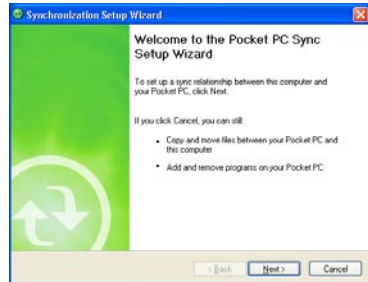 Synchronization Setup Wizard
Welcome to the Pocket PC Sync
Setup Wizard
To set up a sync relationship between this computer and
your Pocket PC, click Next.
If you click Cancel, you can still:
• Copy and move files between your Pocket PC and
this computer
• Add and remove programs on your Pocket PC
< Back
Next >
Cancel